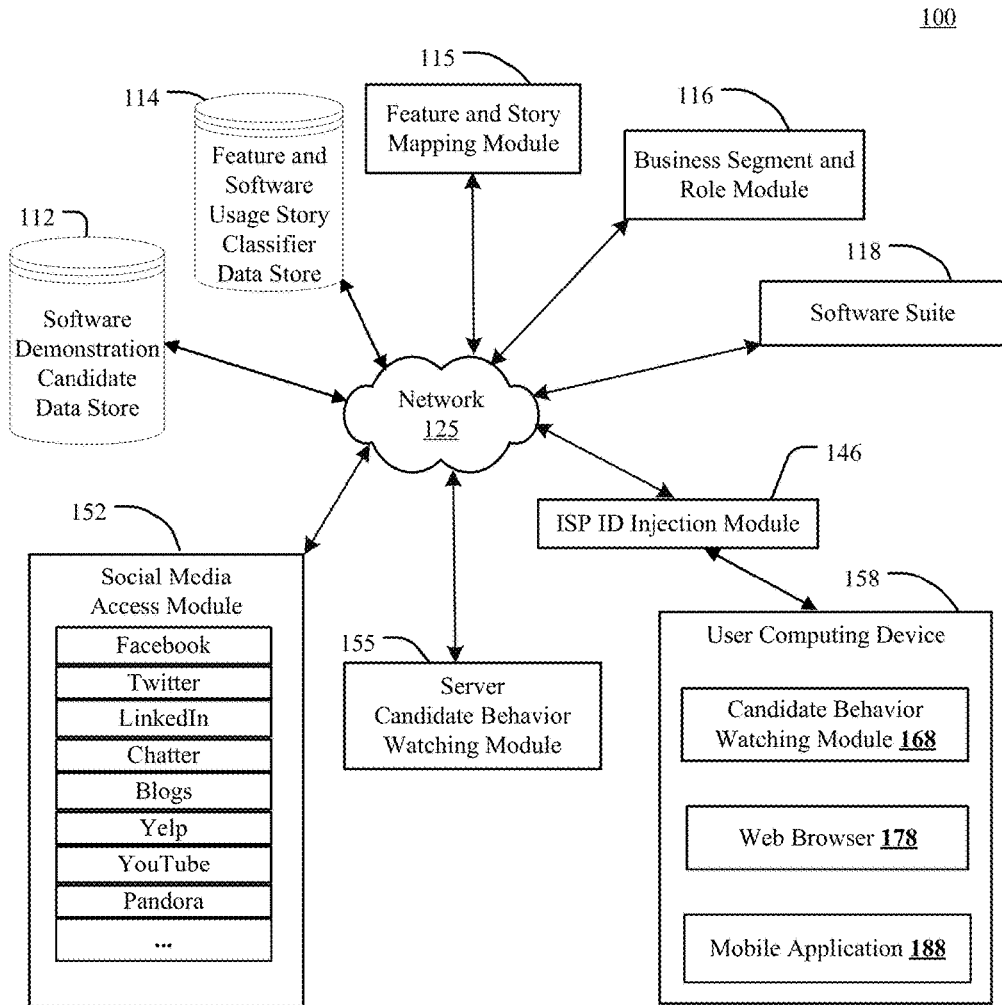 100
115
114
Feature and Story
Mapping Module
116
Feature and
Software
Usage Story
Classifier
Data Store
Business Segment and
Role Module
112
118
Software
Demonstration
Candidate
Data Store
Software Suite
Network
125
146
152
ISP ID Injection Module
158
Social Media
Access Module
Facebook
Twitter
LinkedIn
Chatter
Blogs
Yelp
YouTube
Pandora
...
155
Server
Candidate Behavior
Watching Module
User Computing Device
Candidate Behavior
Watching Module 168
Web Browser 178
Mobile Application 188